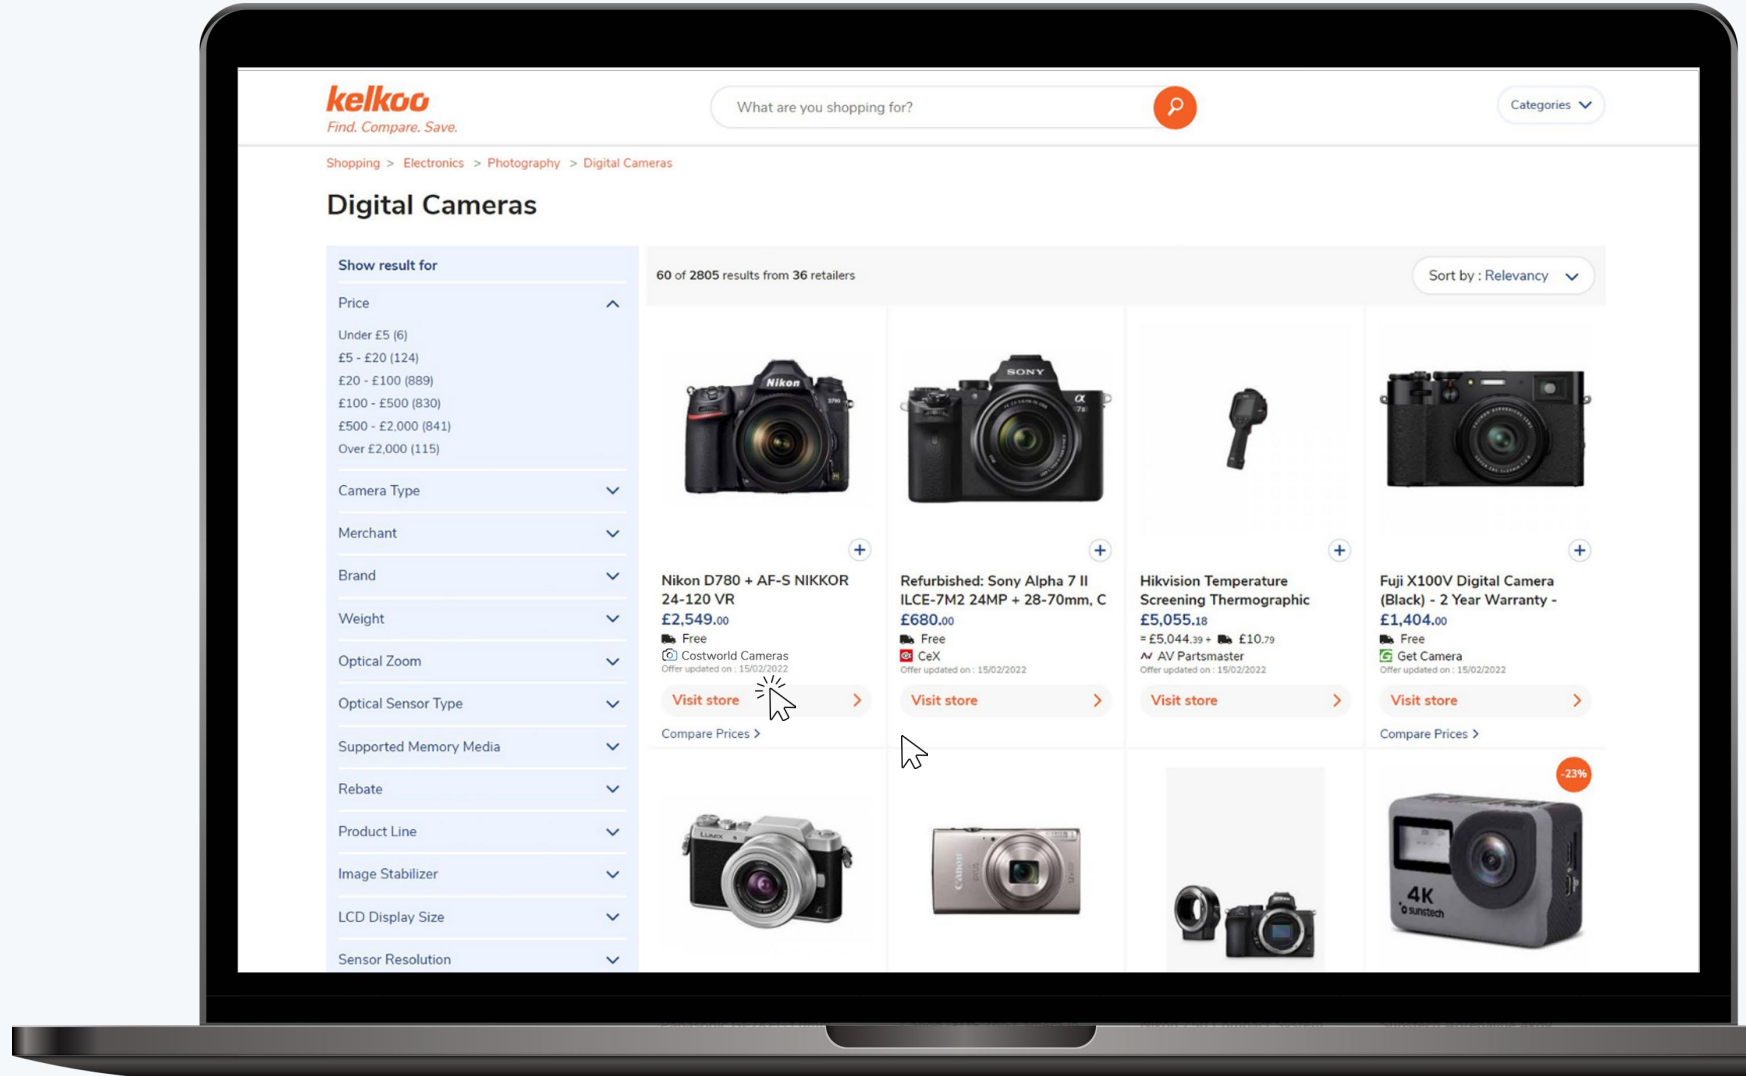 kelkoo
Find. Compare. Save.
What are you shopping for?
Categories
Shopping > Electronics > Photography > Digital Cameras
Digital Cameras
Show result for
Price
Under £5 (6)
£5 - £20 (124)
£20 - £100 (889)
£100 - £500 (830)
£500 - £2,000 (841)
Over £2,000 (115)
Camera Type
Merchant
Brand
Weight
Optical Zoom
Optical Sensor Type
Supported Memory Media
Rebate
Product Line
Image Stabilizer
LCD Display Size
Sensor Resolution
60 of 2805 results from 36 retailers
Sort by : Relevancy
Nikon
D780
Nikon D780 + AF-S NIKKOR
24-120 VR
£2,549.00
Free
Costworld Cameras
Offer updated on : 15/02/2022
Visit store
Compare Prices >
SONY
α
7II
Refurbished: Sony Alpha 7 II
ILCE-7M2 24MP + 28-70mm, C
£680.00
Free
CeX
Offer updated on : 15/02/2022
Visit store
Hikvision Temperature
Screening Thermographic
£5,055.18
= £5,044.39 + £10.79
AV Partsmaster
Offer updated on : 15/02/2022
Visit store
Fuji X100V Digital Camera
(Black) - 2 Year Warranty -
£1,404.00
Free
Get Camera
Offer updated on : 15/02/2022
Visit store
Compare Prices >
LUMIX
Canon
-23%
4K
sunstech